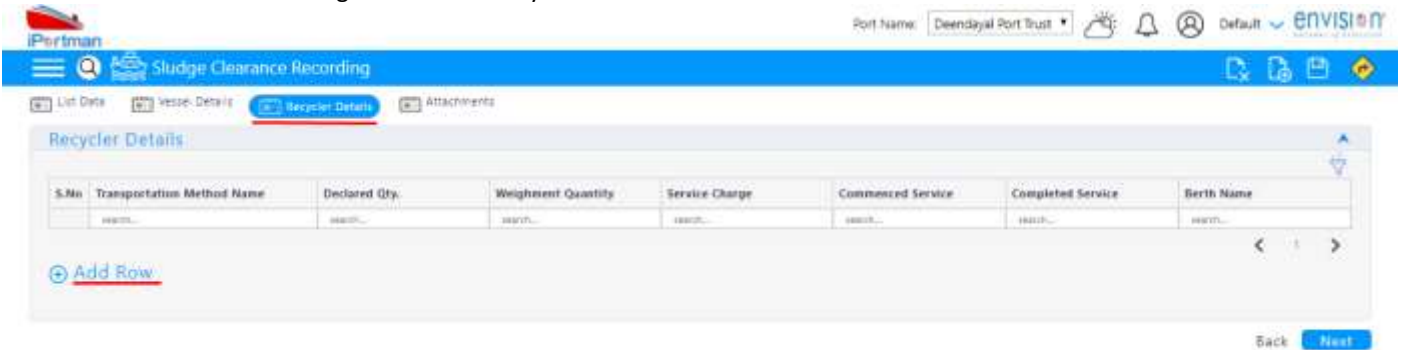 iPortman
Port Name: Deendayal Port Trust
Default
envision
Sludge Clearance Recording
List Data Vessel Details Recycler Details Attachments
Recycler Details
S.No Transportation Method Name Declared Qty. Weighment Quantity Service Charge Commenced Service Completed Service Berth Name
search... search... search... search... search... search... search...
1
Add Row
Back Next